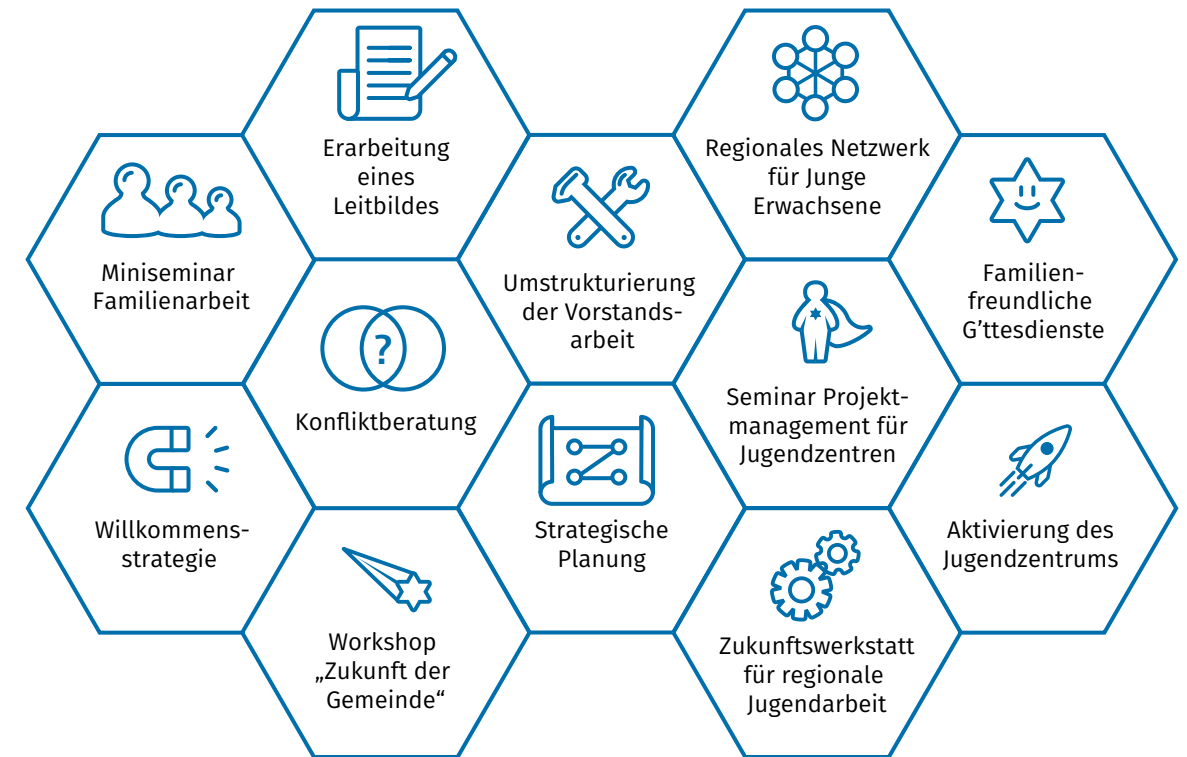 Erarbeitung
eines
Leitbildes
Regionales Netzwerk
für Junge
Erwachsene
Miniseminar
Familienarbeit
Umstrukturierung
der Vorstands-
arbeit
Familien-
freundliche
G'ttesdienste
?
Konfliktberatung
Seminar Projekt-
management für
Jugendzentren
Willkommens-
strategie
Strategische
Planung
Aktivierung des
Jugendzentrums
Workshop
„Zukunft der
Gemeinde“
Zukunftswerkstatt
für regionale
Jugendarbeit